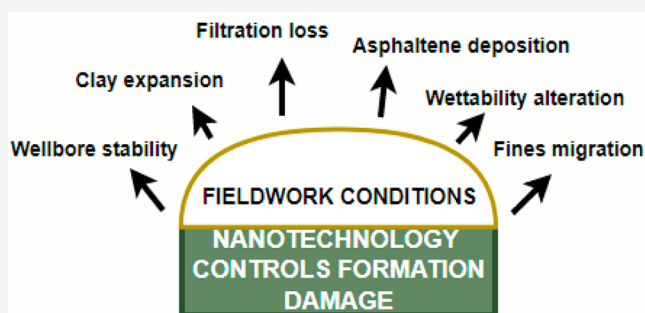 Filtration loss
Asphaltene deposition
Clay expansion
Wettability alteration
Wellbore stability
Fines migration
FIELDWORK CONDITIONS
NANOTECHNOLOGY
CONTROLS FORMATION
DAMAGE